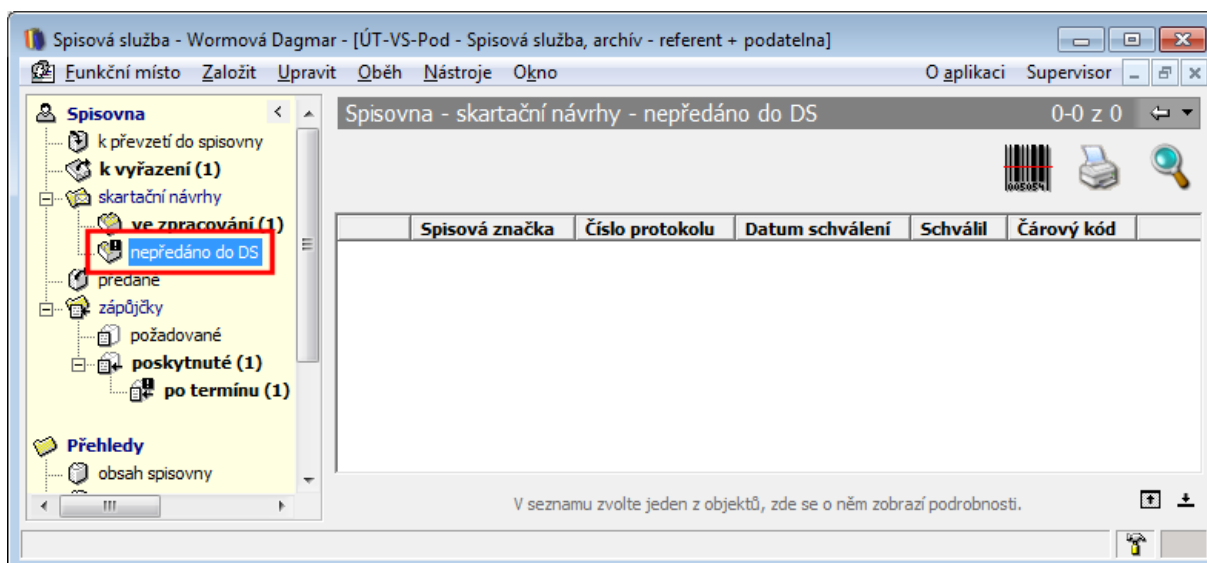 Spisová služba - Wormová Dagmar - [ÚT-VS-Pod - Spisová služba, archív - referent + podatelna]
Funkční místo Založit Upravit Oběh Nástroje Okno O aplikaci Supervisor
Spisovna
k převzetí do spisovny
k vyřazení (1)
skartační návrhy
ve zpracování (1)
nepředáno do DS
předané
zápůjčky
požadované
poskytnuté (1)
po termínu (1)
Přehledy
obsah spisovny
Spisovna - skartační návrhy - nepředáno do DS 0-0 z 0
005054
Spisová značka Číslo protokolu Datum schválení Schválil Čárový kód
V seznamu zvolte jeden z objektů, zde se o něm zobrazí podrobnosti.